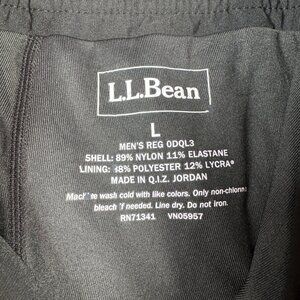 L.L.Bean
L
MEN'S REG 0DQL3
SHELL: 89% NYLON 11% ELASTANE
LINING: 88% POLYESTER 12% LYCRA®
MADE IN Q.I.Z. JORDAN
wash cold with like colors. Only non-chlorine
bleach if needed. Line dry. Do not iron.
RN71341 VN05957